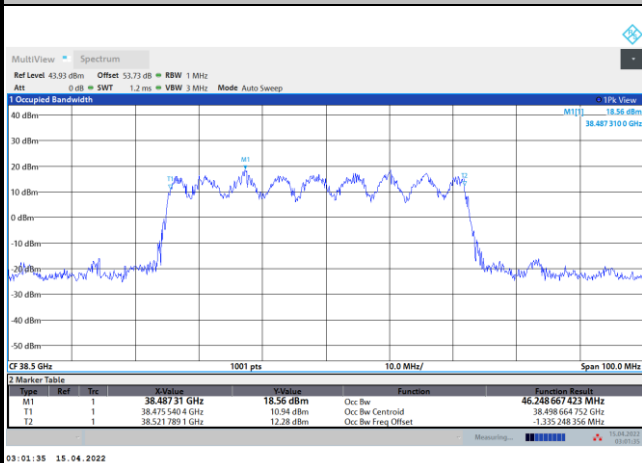 MultiView Spectrum
Ref Level 43.93 dBm Offset 53.73 dB RBW 1 MHz
Att 0 dB SWT 1.2 ms VBW 3 MHz Mode Auto Sweep
1 Occupied Bandwidth 1Pk View
M1[1] 18.56 dBm
38.487 310 0 GHz
40 dBm
30 dBm
20 dBm
10 dBm
0 dBm
-10 dBm
-20 dBm
-30 dBm
-40 dBm
-50 dBm
M1
T1
T2
CF 38.5 GHz 1001 pts 10.0 MHz/ Span 100.0 MHz
2 Marker Table
Type Ref Trc X-Value Y-Value Function Function Result
M1 1 38.487 31 GHz 18.56 dBm Occ Bw 46.248 667 423 MHz
T1 1 38.475 540 4 GHz 10.94 dBm Occ Bw Centroid 38.498 664 752 GHz
T2 1 38.521 789 1 GHz 12.28 dBm Occ Bw Freq Offset -1.335 248 356 MHz
Measuring... 15.04.2022
03:01:35
03:01:35 15.04.2022